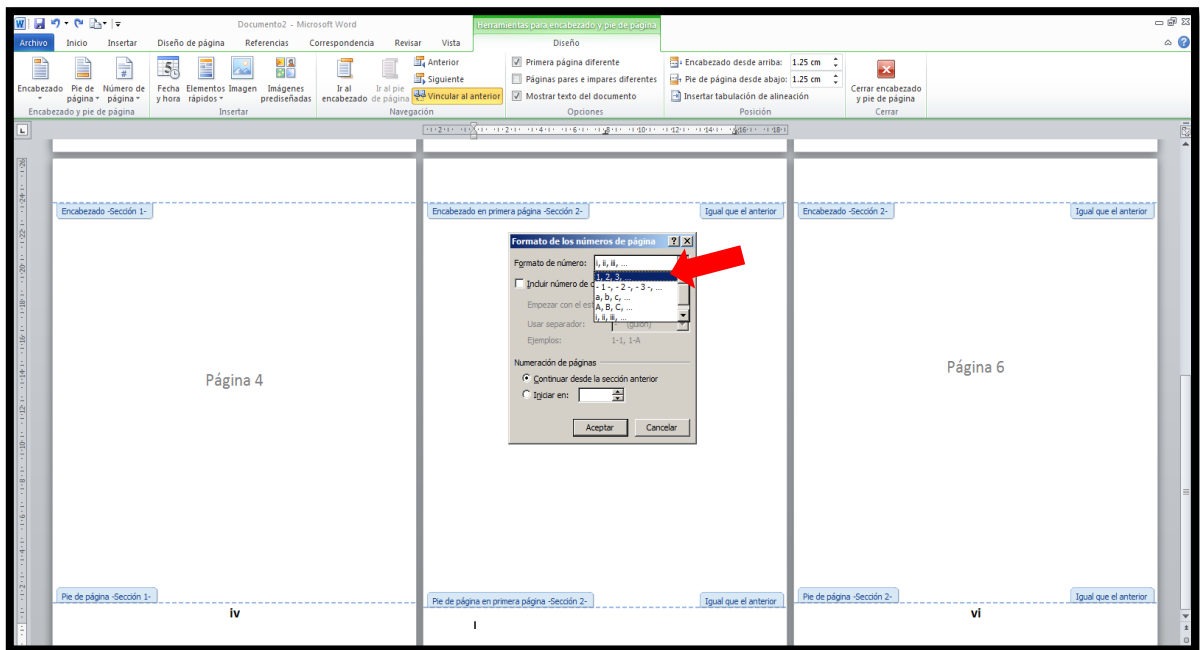 Documento2 - Microsoft Word
Herramientas para encabezado y pie de página
Archivo Inicio Insertar Diseño de página Referencias Correspondencia Revisar Vista Diseño
Encabezado
Pie de página
Número de página
Encabezado y pie de página
Fecha y hora
Elementos rápidos
Imagen
Imágenes prediseñadas
Insertar
Ir al encabezado
Ir al pie de página
Anterior
Siguiente
Vincular al anterior
Navegación
Primera página diferente
Páginas pares e impares diferentes
Mostrar texto del documento
Opciones
Encabezado desde arriba: 1.25 cm
Pie de página desde abajo: 1.25 cm
Insertar tabulación de alineación
Posición
Cerrar encabezado y pie de página
Cerrar
Encabezado -Sección 1-
Encabezado en primera página -Sección 2-
Igual que el anterior
Encabezado -Sección 2-
Igual que el anterior
Formato de los números de página
Formato de número: i, ii, iii, ...
1, 2, 3, ...
- 1 -, - 2 -, - 3 -, ...
a, b, c, ...
A, B, C, ...
i, ii, iii, ...
Incluir número de
Empezar con el
Usar separador: - (guión)
Ejemplos: 1-1, 1-A
Numeración de páginas
Continuar desde la sección anterior
Iniciar en:
Aceptar Cancelar
Página 4
Página 6
Pie de página -Sección 1-
Pie de página en primera página -Sección 2-
Igual que el anterior
Pie de página -Sección 2-
Igual que el anterior
iv
vi